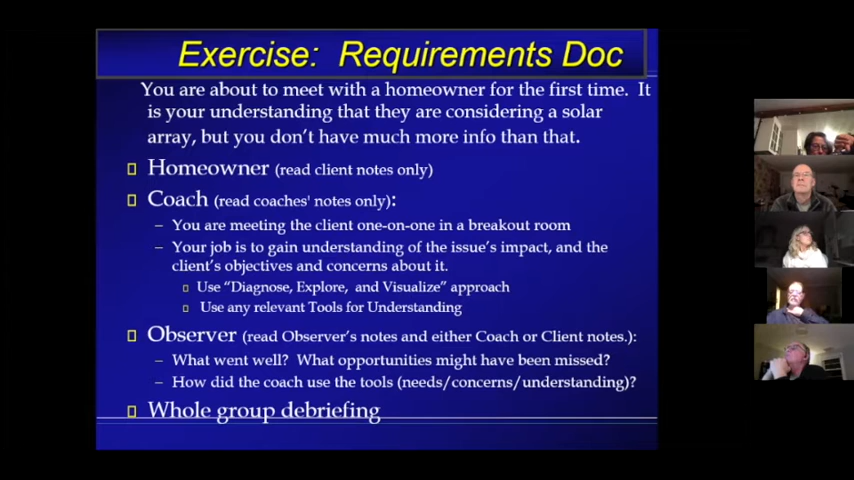 Exercise: Requirements Doc
You are about to meet with a homeowner for the first time. It
is your understanding that they are considering a solar
array, but you don't have much more info than that.
Homeowner (read client notes only)
Coach (read coaches' notes only):
– You are meeting the client one-on-one in a breakout room
– Your job is to gain understanding of the issue's impact, and the
client's objectives and concerns about it.
Use “Diagnose, Explore, and Visualize” approach
Use any relevant Tools for Understanding
Observer (read Observer's notes and either Coach or Client notes.):
– What went well? What opportunities might have been missed?
– How did the coach use the tools (needs/concerns/understanding)?
Whole group debriefing